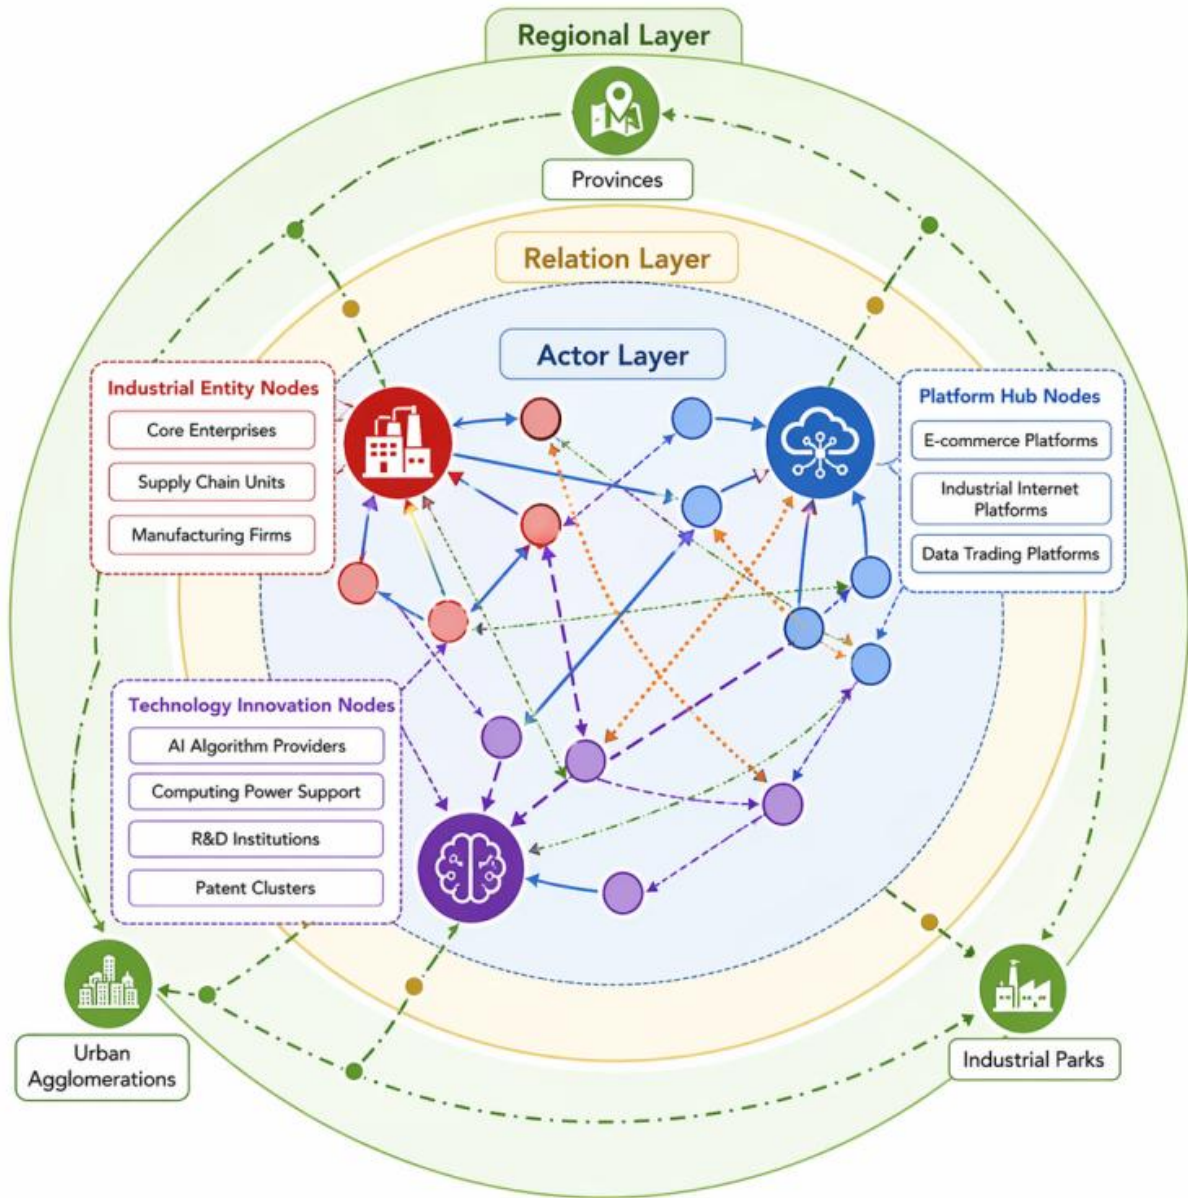 Regional Layer
Provinces
Relation Layer
Actor Layer
Industrial Entity Nodes
Core Enterprises
Supply Chain Units
Manufacturing Firms
Platform Hub Nodes
E-commerce Platforms
Industrial Internet
Platforms
Data Trading Platforms
Technology Innovation Nodes
AI Algorithm Providers
Computing Power Support
R&D Institutions
Patent Clusters
Urban
Agglomerations
Industrial Parks